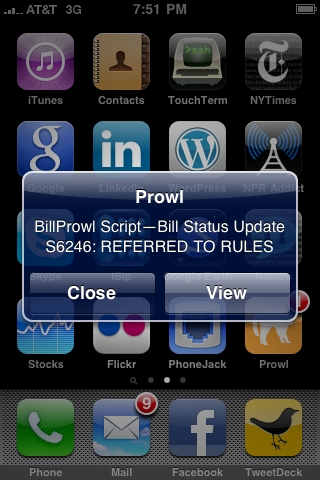 AT&T 3G 7:51 PM
iTunes Contacts TouchTerm NYTimes
>ssh
Google LinkedIn WordPress NPR Addict
Prowl
BillProwl Script—Bill Status Update
S6246: REFERRED TO RULES
Skype iSip Google Earth
Close View
Stocks Flickr PhoneJack Prowl
9
Phone Mail Facebook TweetDeck